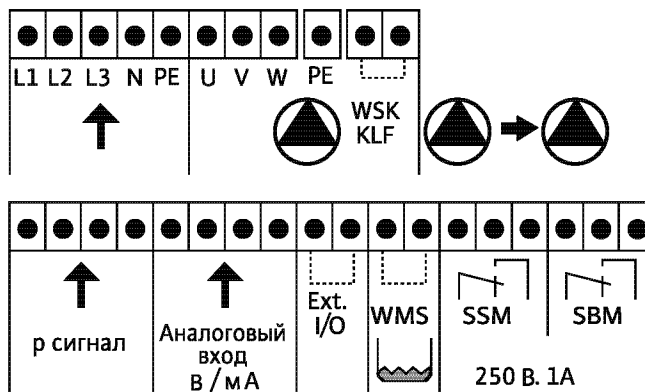 L1 L2 L3 N PE U V W PE
WSK
KLF
р сигнал
Аналоговый
вход
В / мА
Ext.
I/O
WMS
SSM
SBM
250 В. 1А